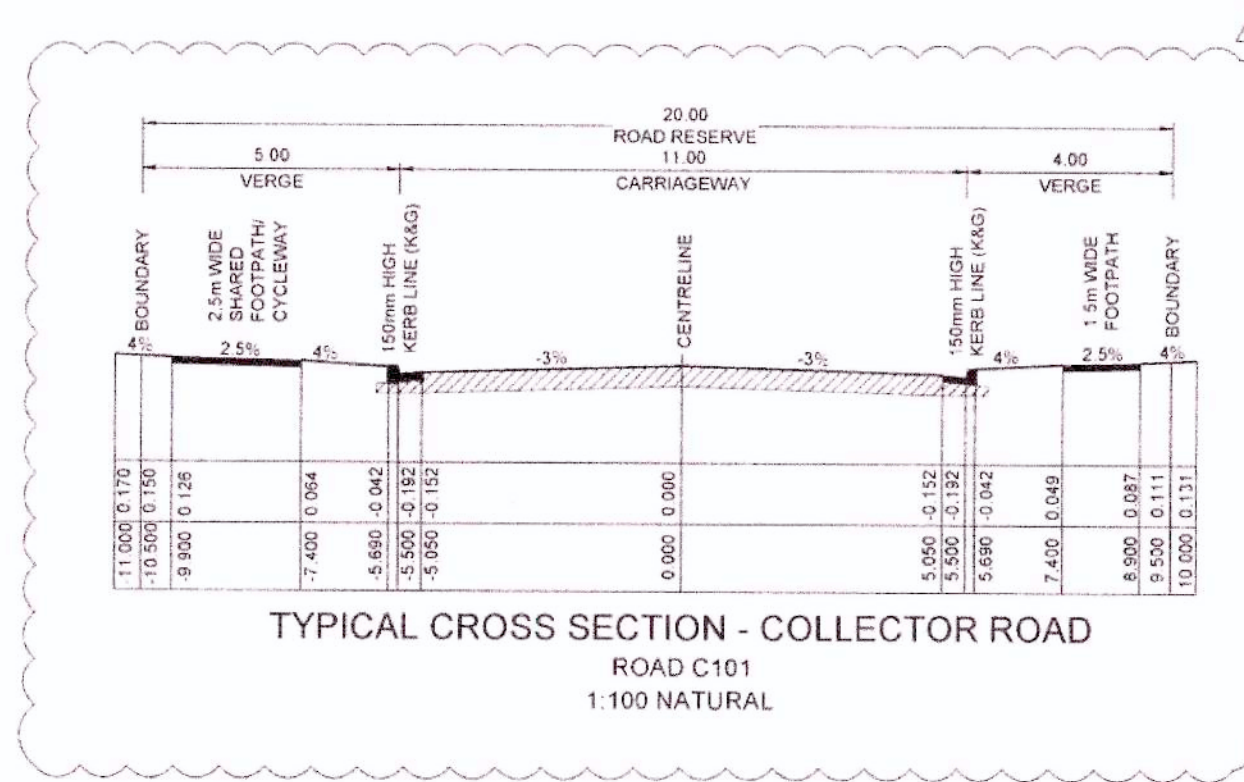 20.00
ROAD RESERVE
5.00
VERGE
11.00
CARRIAGEWAY
4.00
VERGE
BOUNDARY
2.5m WIDE
SHARED
FOOTPATH/
CYCLEWAY
150mm HIGH
KERB LINE (K&G)
CENTRELINE
150mm HIGH
KERB LINE (K&G)
1.5m WIDE
FOOTPATH
BOUNDARY
4%
2.5%
4%
-3%
-3%
4%
2.5%
4%
0.170
0.150
0.126
0.064
-0.042
-0.192
-0.152
0.000
-0.152
-0.192
-0.042
0.049
0.087
0.111
0.131
-11.000
-10.500
-9.900
-7.400
-5.690
-5.500
-5.050
0.000
5.050
5.500
5.690
7.400
8.900
9.500
10.000
TYPICAL CROSS SECTION - COLLECTOR ROAD
ROAD C101
1:100 NATURAL